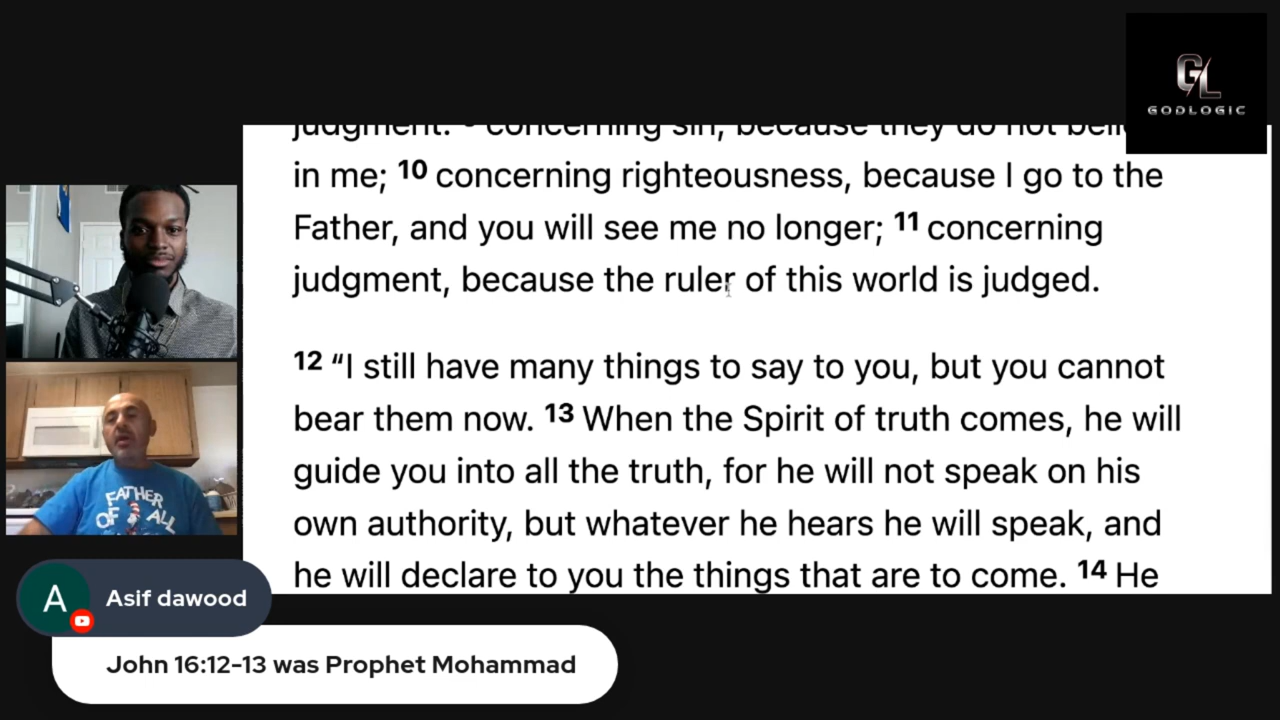 GL
GODLOGIC
in me; 10 concerning righteousness, because I go to the
Father, and you will see me no longer; 11 concerning
judgment, because the ruler of this world is judged.
12 “I still have many things to say to you, but you cannot
bear them now. 13 When the Spirit of truth comes, he will
guide you into all the truth, for he will not speak on his
own authority, but whatever he hears he will speak, and
he will declare to you the things that are to come. 14 He
FATHER
OF ALL
A
Asif dawood
John 16:12-13 was Prophet Mohammad